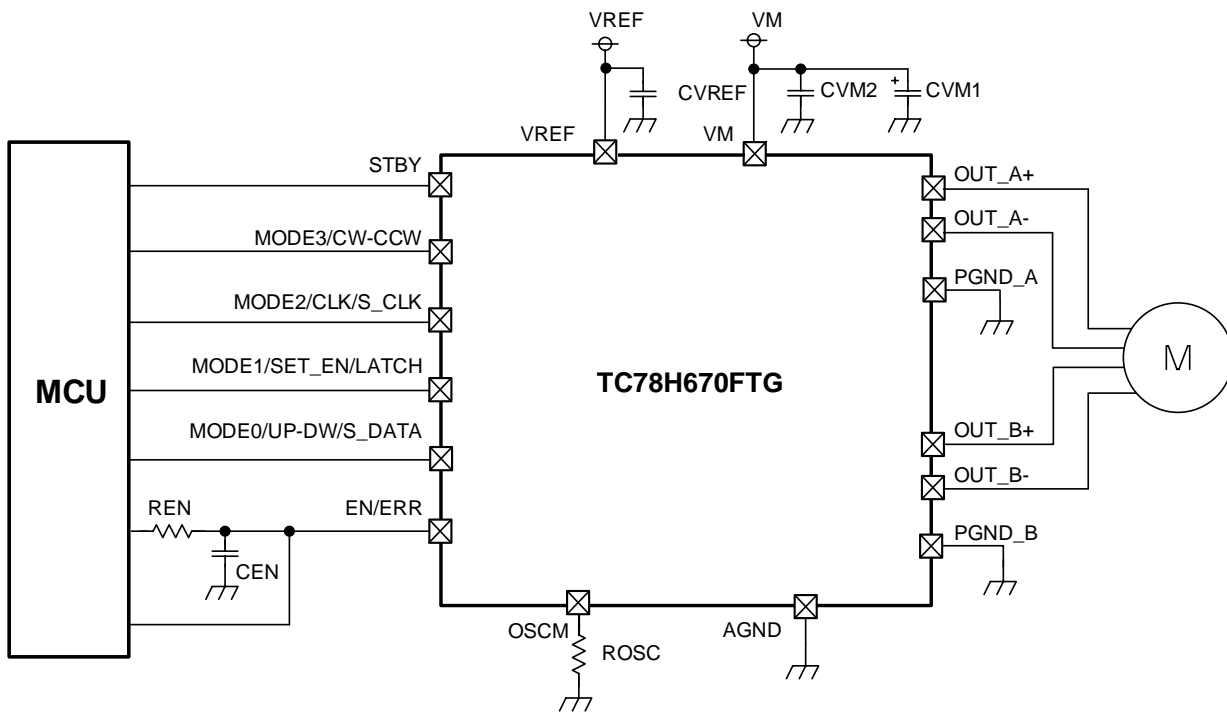 VREF
VM
CVREF
CVM2
CVM1
+
VREF
VM
STBY
OUT_A+
OUT_A-
MODE3/CW-CCW
PGND_A
MODE2/CLK/S_CLK
MCU
MODE1/SET_EN/LATCH
TC78H670FTG
M
MODE0/UP-DW/S_DATA
OUT_B+
OUT_B-
REN
EN/ERR
PGND_B
CEN
OSCM
AGND
ROSC